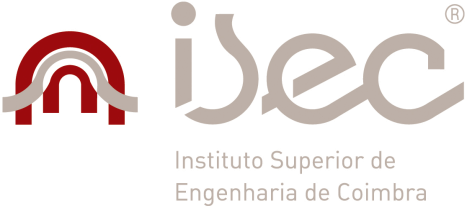 isec®
Instituto Superior de
Engenharia de Coimbra